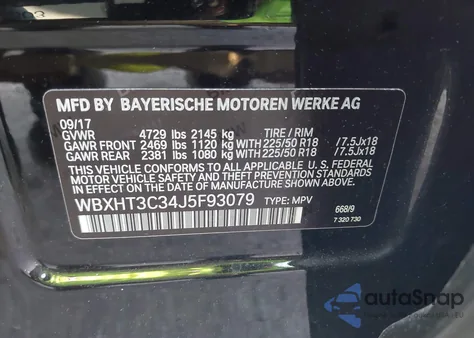 MFD BY BAYERISCHE MOTOREN WERKE AG
09/17
GVWR 4729 lbs 2145 kg TIRE / RIM
GAWR FRONT 2469 lbs 1120 kg WITH 225/50 R18 /7.5Jx18
GAWR REAR 2381 lbs 1080 kg WITH 225/50 R18 /7.5Jx18
THIS VEHICLE CONFORMS TO ALL APPLICABLE U.S. FEDERAL
MOTOR VEHICLE SAFETY, BUMPER, AND
THEFT PREVENTION STANDARDS IN EFFECT ON THE DATE OF
MANUFACTURE SHOWN ABOVE.
WBXHT3C34J5F93079 TYPE: MPV
668/9
7 320 730
autoSnap